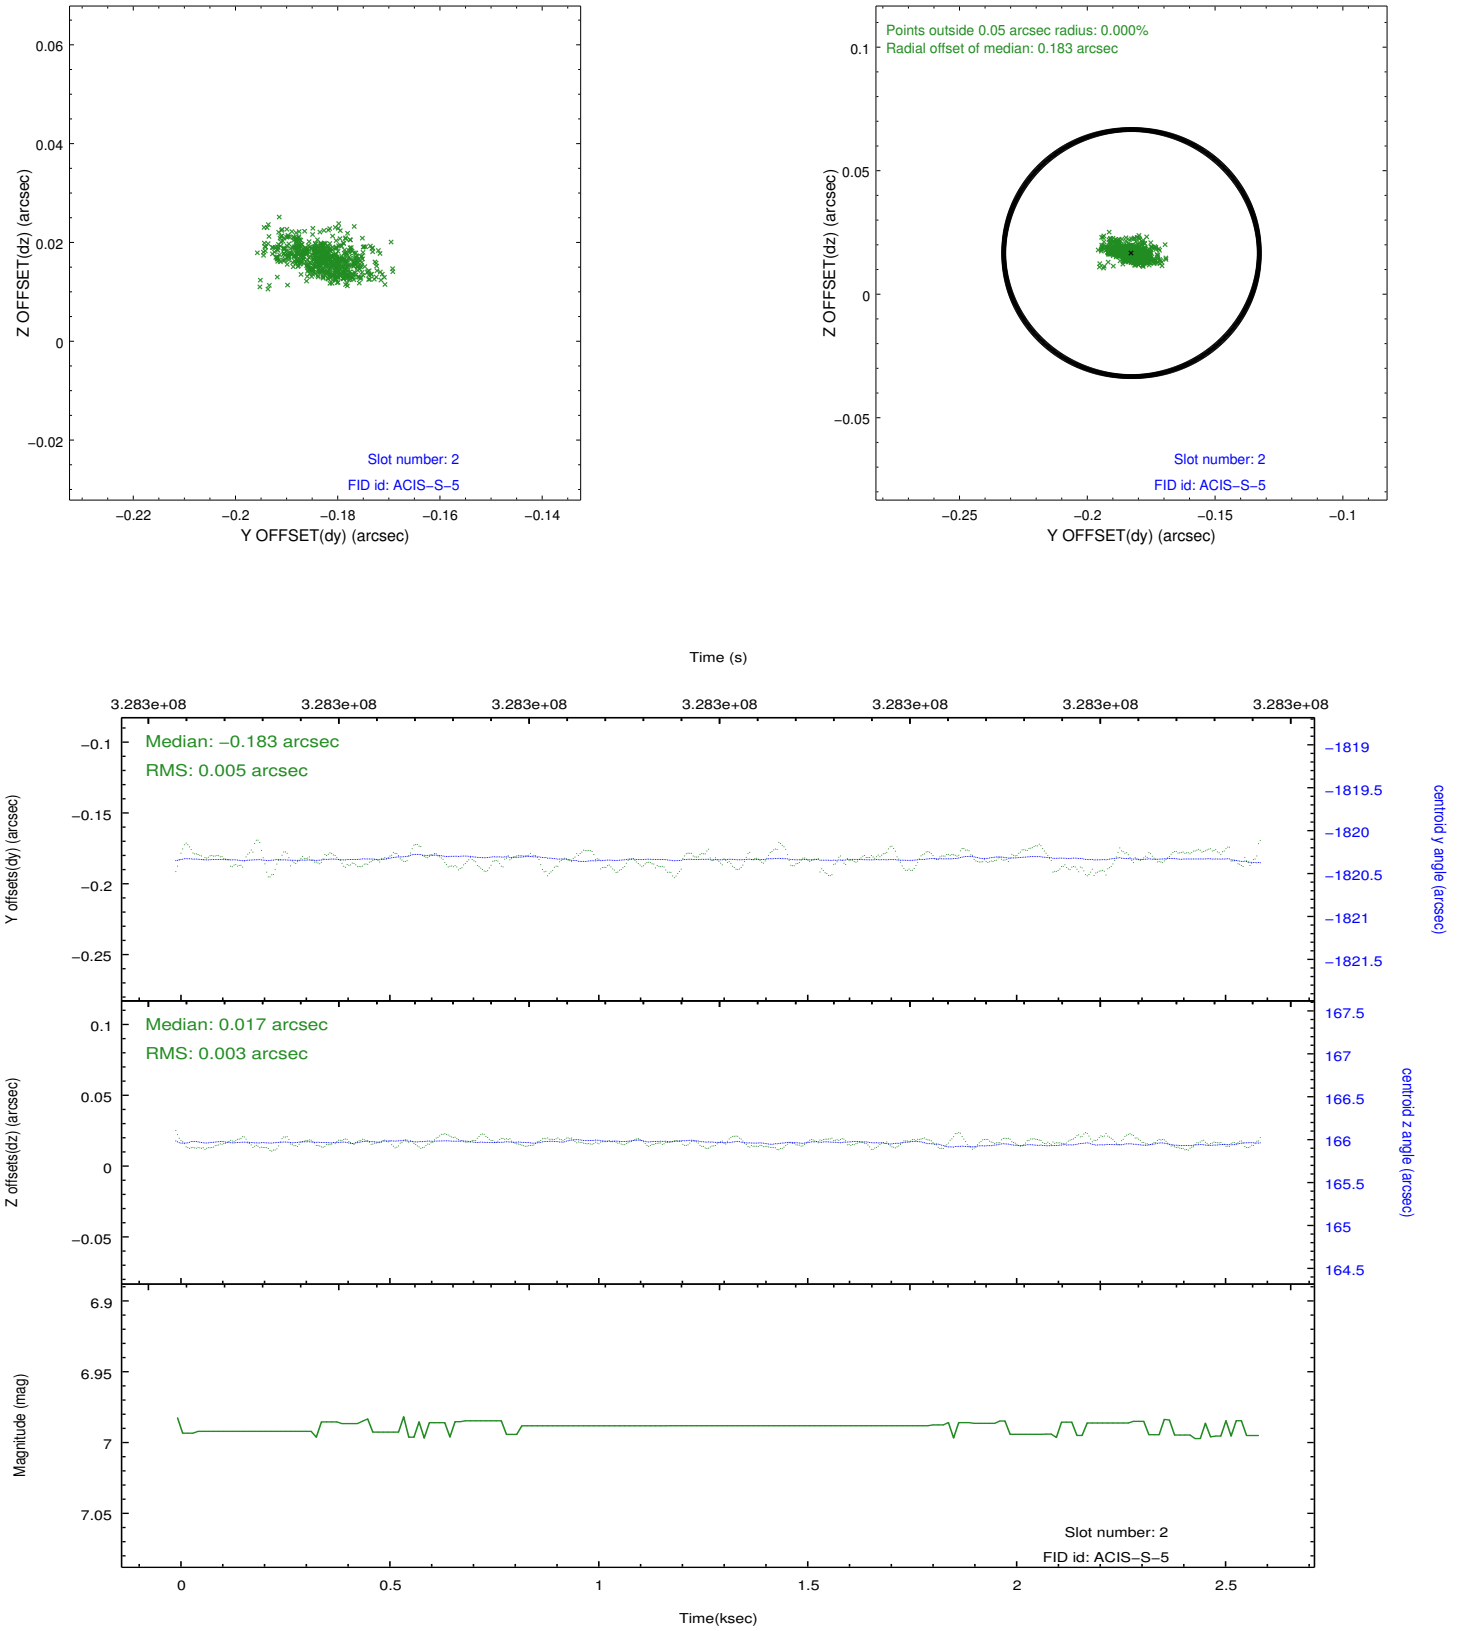 0.06
0.04
0.02
0
−0.02
−0.22
−0.2
−0.18
−0.16
−0.14
Z OFFSET(dz) (arcsec)
Y OFFSET(dy) (arcsec)
Slot number: 2
FID id: ACIS−S−5
Points outside 0.05 arcsec radius: 0.000%
Radial offset of median: 0.183 arcsec
0.1
0.05
0
−0.05
−0.25
−0.2
−0.15
−0.1
Z OFFSET(dz) (arcsec)
Y OFFSET(dy) (arcsec)
Slot number: 2
FID id: ACIS−S−5
Time (s)
3.283e+08
3.283e+08
3.283e+08
3.283e+08
3.283e+08
3.283e+08
3.283e+08
Median: −0.183 arcsec
RMS: 0.005 arcsec
−0.1
−0.15
−0.2
−0.25
Y offsets(dy) (arcsec)
−1819
−1819.5
−1820
−1820.5
−1821
−1821.5
centroid y angle (arcsec)
Median: 0.017 arcsec
RMS: 0.003 arcsec
0.1
0.05
0
−0.05
Z offsets(dz) (arcsec)
167.5
167
166.5
166
165.5
165
164.5
centroid z angle (arcsec)
6.9
6.95
7
7.05
Magnitude (mag)
Slot number: 2
FID id: ACIS−S−5
0
0.5
1
1.5
2
2.5
Time(ksec)